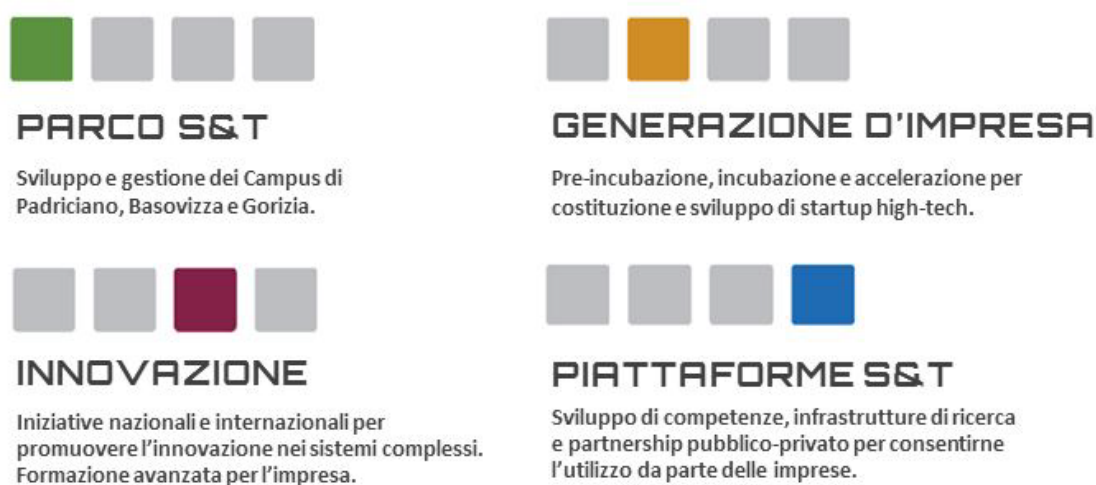 PARCO S&T
Sviluppo e gestione dei Campus di
Padriciano, Basovizza e Gorizia.
GENERAZIONE D'IMPRESA
Pre-incubazione, incubazione e accelerazione per
costituzione e sviluppo di startup high-tech.
INNOVAZIONE
Iniziative nazionali e internazionali per
promuovere l’innovazione nei sistemi complessi.
Formazione avanzata per l’impresa.
PIATTAFORME S&T
Sviluppo di competenze, infrastrutture di ricerca
e partnership pubblico-privato per consentirne
l’utilizzo da parte delle imprese.